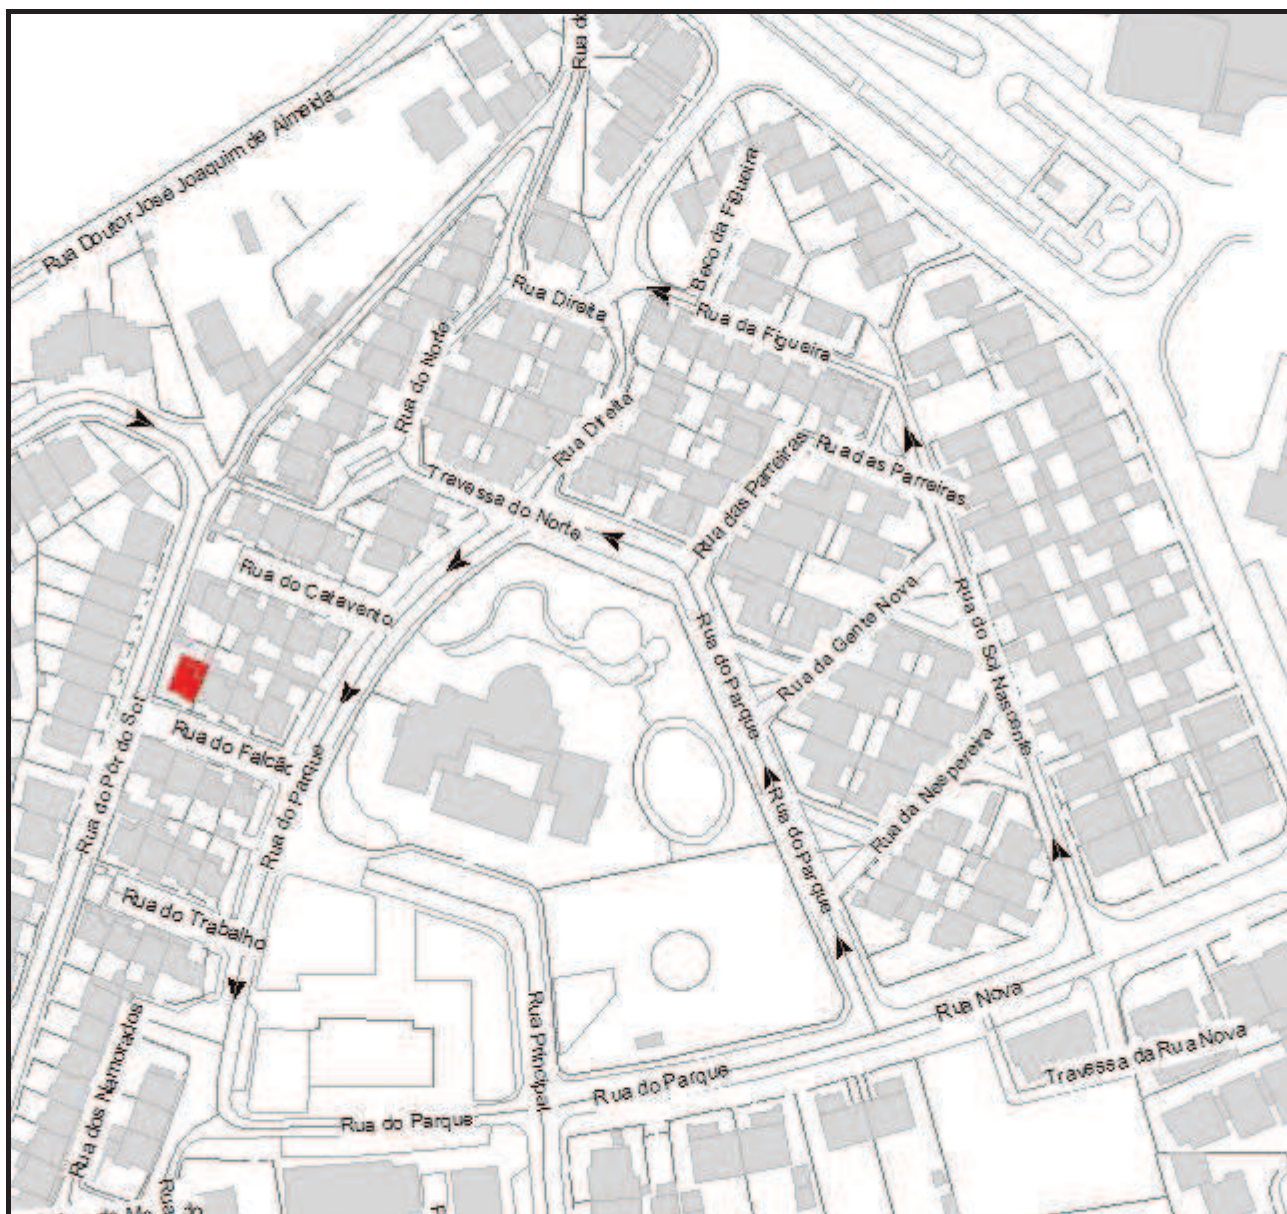 Rua do
Rua Doutor José Joaquim de Almeida
Beco da Figueira
Rua Direita
Rua da Figueira
Rua do Norte
Rua Direita
Rua das Parreiras
Rua das Parreiras
Travessa do Norte
Rua do Catavento
Rua da Gente Nova
Rua do Sol Nascente
Rua do Parque
Rua do Pôr do Sol
Rua do Falcão
Rua do Parque
Rua da Nespereira
Rua do Parque
Rua do Trabalho
Rua Nova
Rua Principal
Rua dos Namorados
Travessa da Rua Nova
Rua do Parque
Rua do Parque
Rua
do